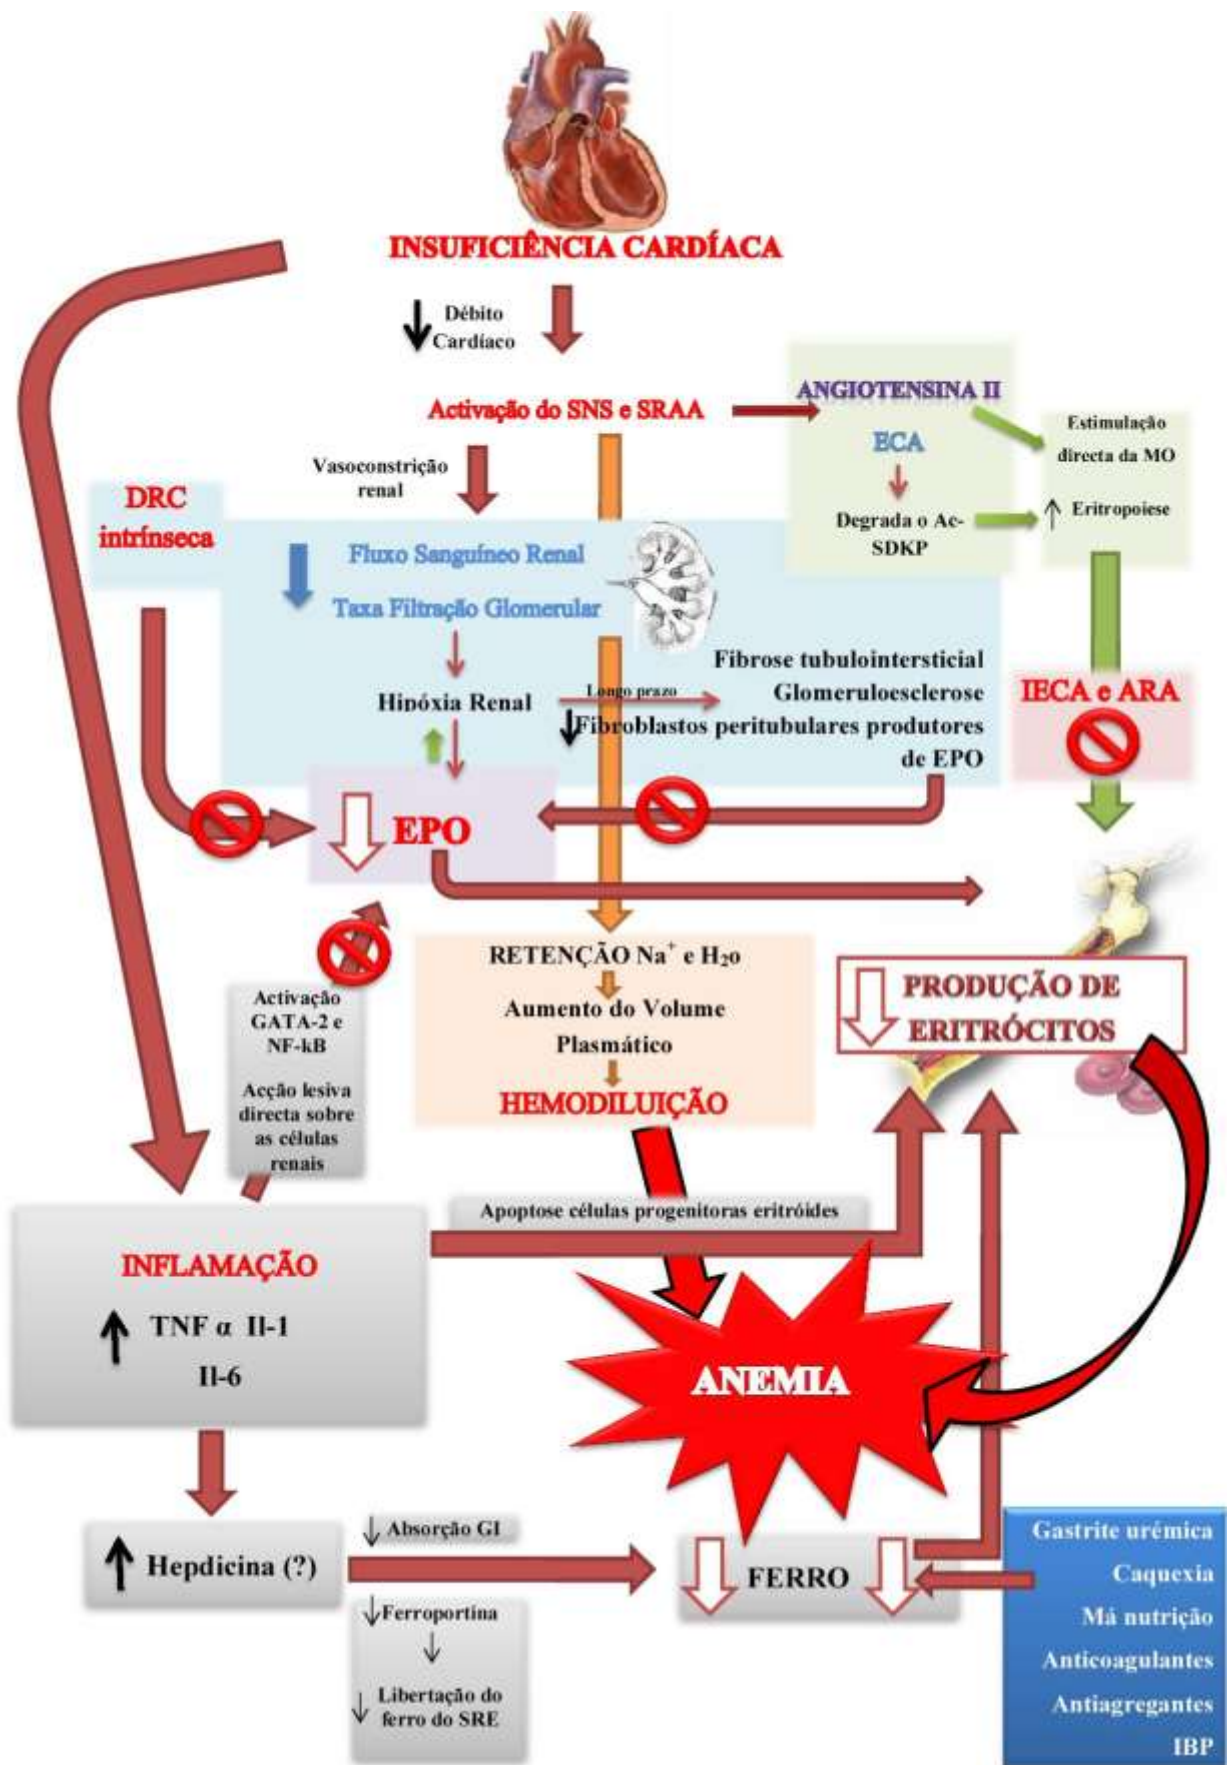 INSUFICIÊNCIA CARDÍACA
Débito
Cardíaco
Activação do SNS e SRAA
ANGIOTENSINA II
ECA
Degrada o Ac-
SDKP
Estimulação
directa da MO
Eritropoiese
Vasoconstrição
renal
DRC
intrínseca
Fluxo Sanguíneo Renal
Taxa Filtração Glomerular
Hipóxia Renal
Longo prazo
Fibrose tubulointersticial
Glomeruloesclerose
Fibroblastos peritubulares produtores
de EPO
IECA e ARA
EPO
RETENÇÃO Na⁺ e H₂o
Aumento do Volume
Plasmático
HEMODILUIÇÃO
PRODUÇÃO DE
ERITRÓCITOS
Activação
GATA-2 e
NF-kB
Acção lesiva
directa sobre
as células
renais
Apoptose células progenitoras eritróides
INFLAMAÇÃO
TNF α Il-1
Il-6
ANEMIA
Hepdicina (?)
Absorção GI
Ferroportina
Libertação do
ferro do SRE
FERRO
Gastrite urémica
Caquexia
Má nutrição
Anticoagulantes
Antiagregantes
IBP